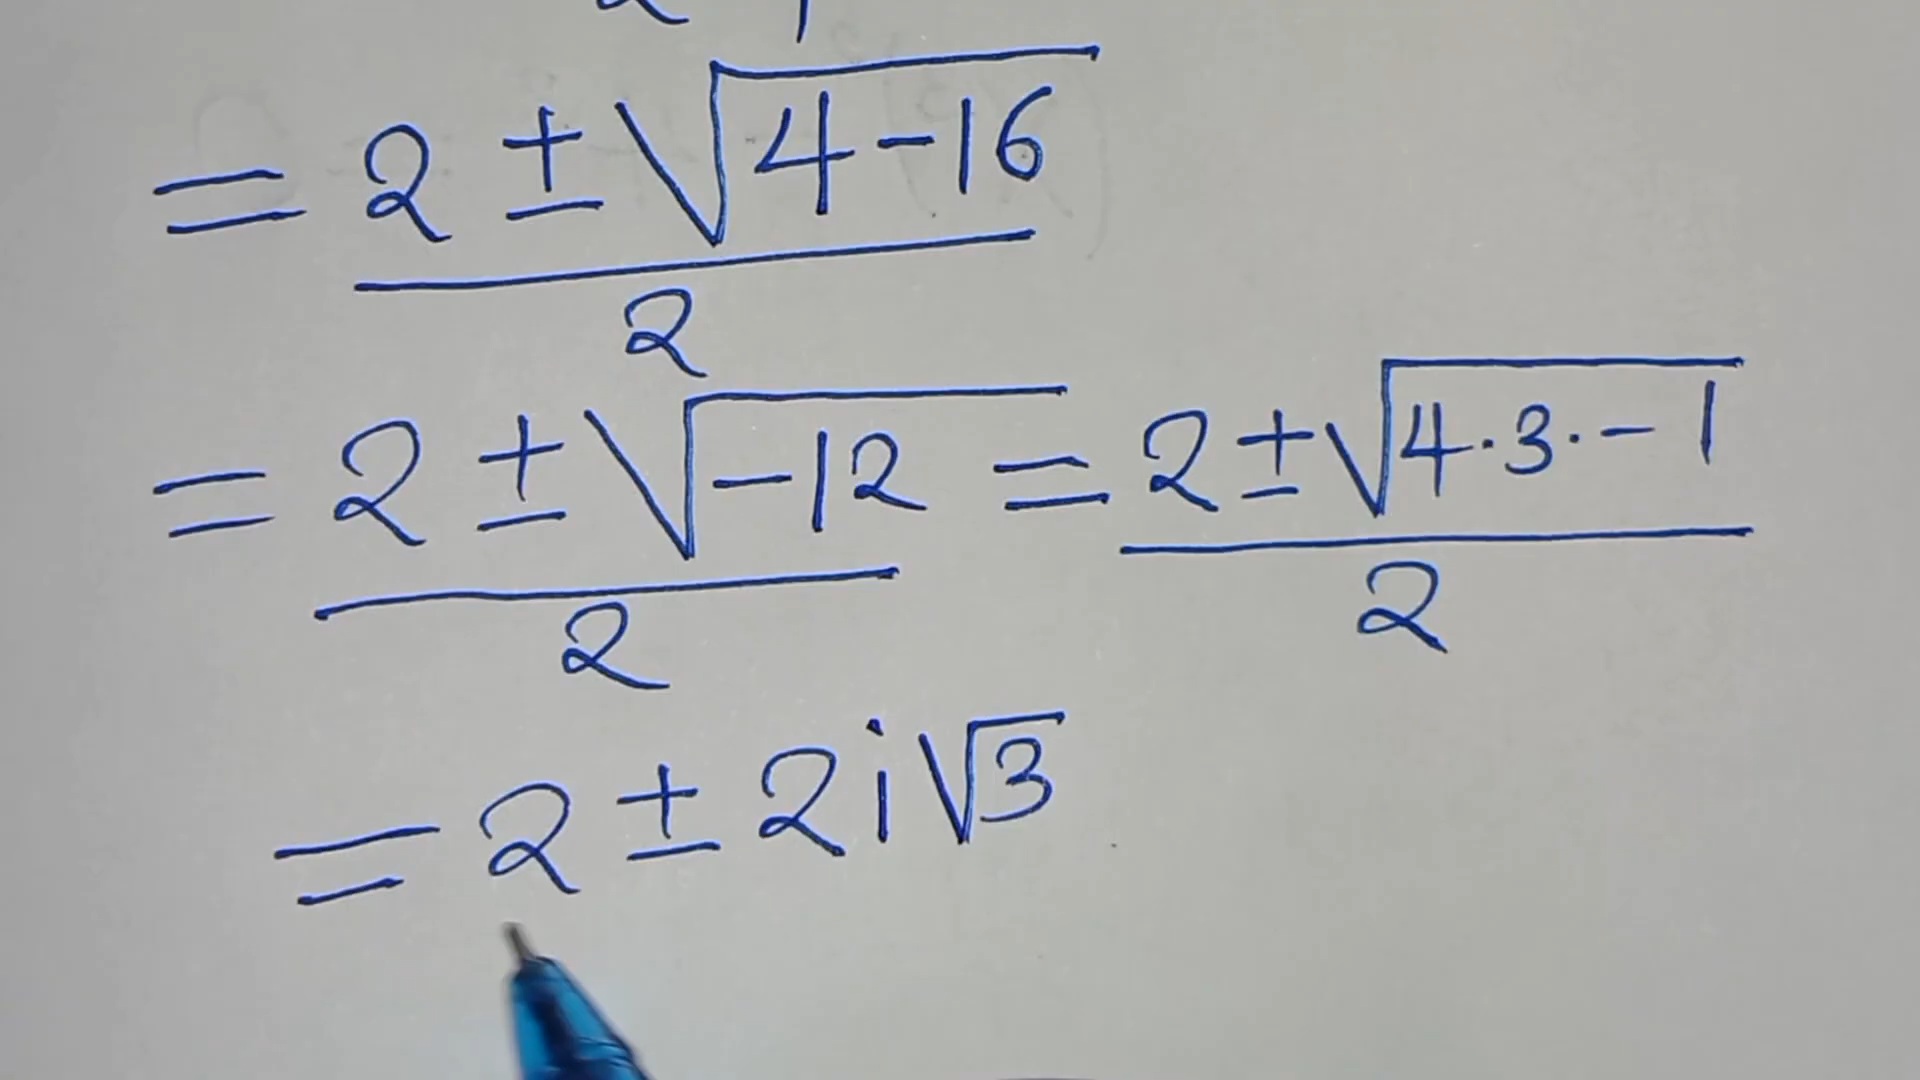 = 2 ± √4 - 16
2
= 2 ± √-12 = 2 ± √4 · 3 · - 1
2 2
= 2 ± 2i√3